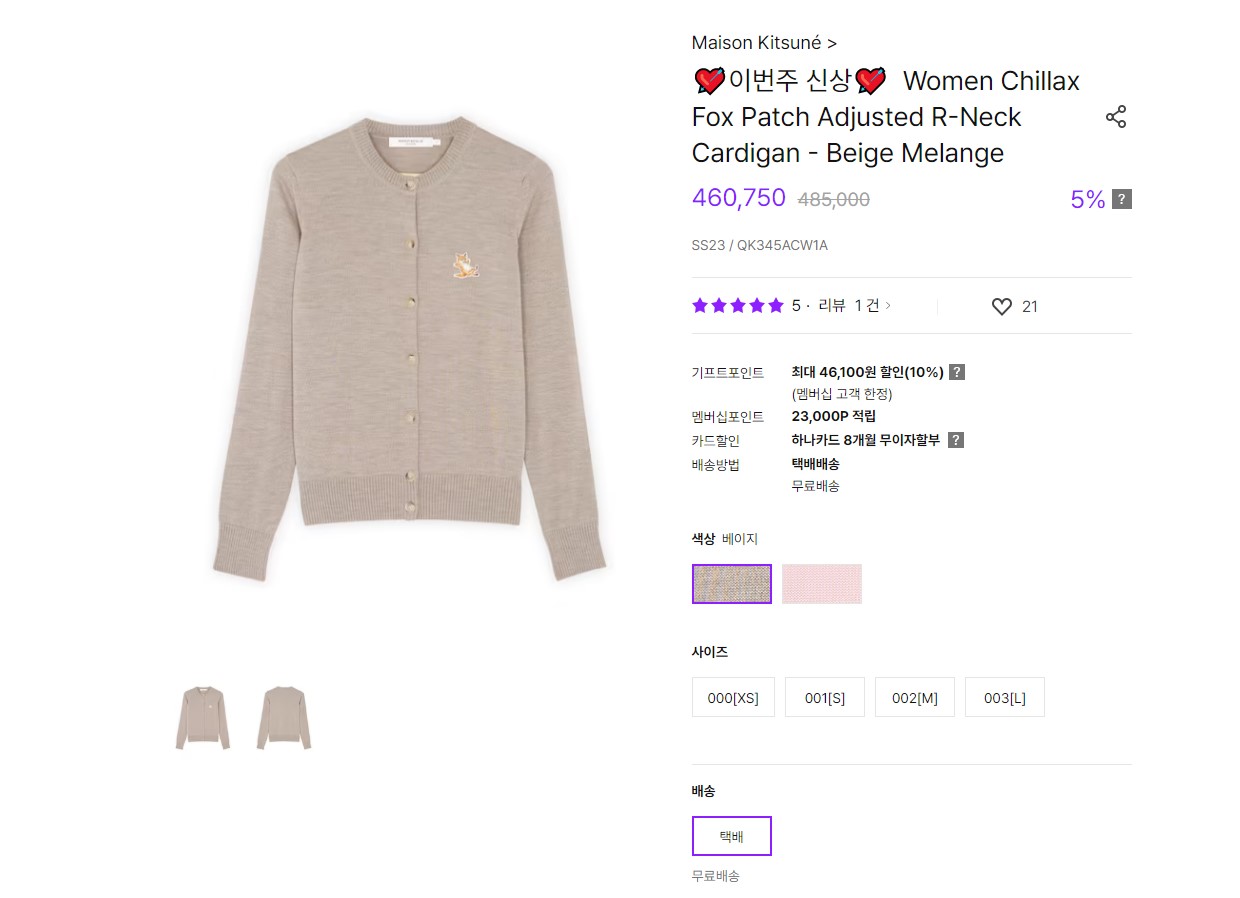 Maison Kitsuné >
💘이번주 신상💘 Women Chillax
Fox Patch Adjusted R-Neck
Cardigan - Beige Melange
460,750 485,000 5% ?
SS23 / QK345ACW1A
5 · 리뷰 1 건 > 21
기프트포인트 최대 46,100원 할인(10%) ?
(멤버십 고객 한정)
멤버십포인트 23,000P 적립
카드할인 하나카드 8개월 무이자할부 ?
배송방법 택배배송
무료배송
색상 베이지
사이즈
000[XS] 001[S] 002[M] 003[L]
배송
택배
무료배송